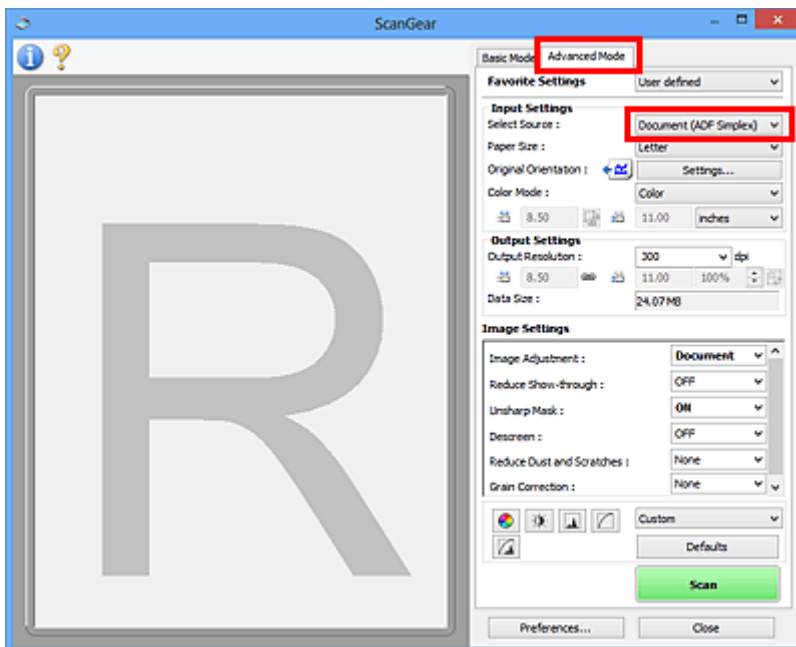 ScanGear
Basic Mode Advanced Mode
Favorite Settings User defined
Input Settings
Select Source : Document (ADF Simplex)
Paper Size : Letter
Original Orientation : Settings...
Color Mode : Color
8.50 11.00 inches
Output Settings
Output Resolution : 300 dpi
8.50 11.00 100%
Data Size : 24.07 MB
Image Settings
Image Adjustment : Document
Reduce Show-through : OFF
Unsharp Mask : ON
Descreen : OFF
Reduce Dust and Scratches : None
Grain Correction : None
Custom
Defaults
Scan
Preferences... Close
R